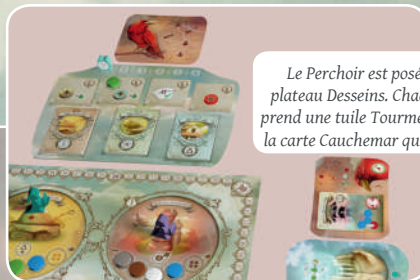 Le Perchoir est posé
plateau Desseins. Cha
prend une tuile Tourme
la carte Cauchemar qu